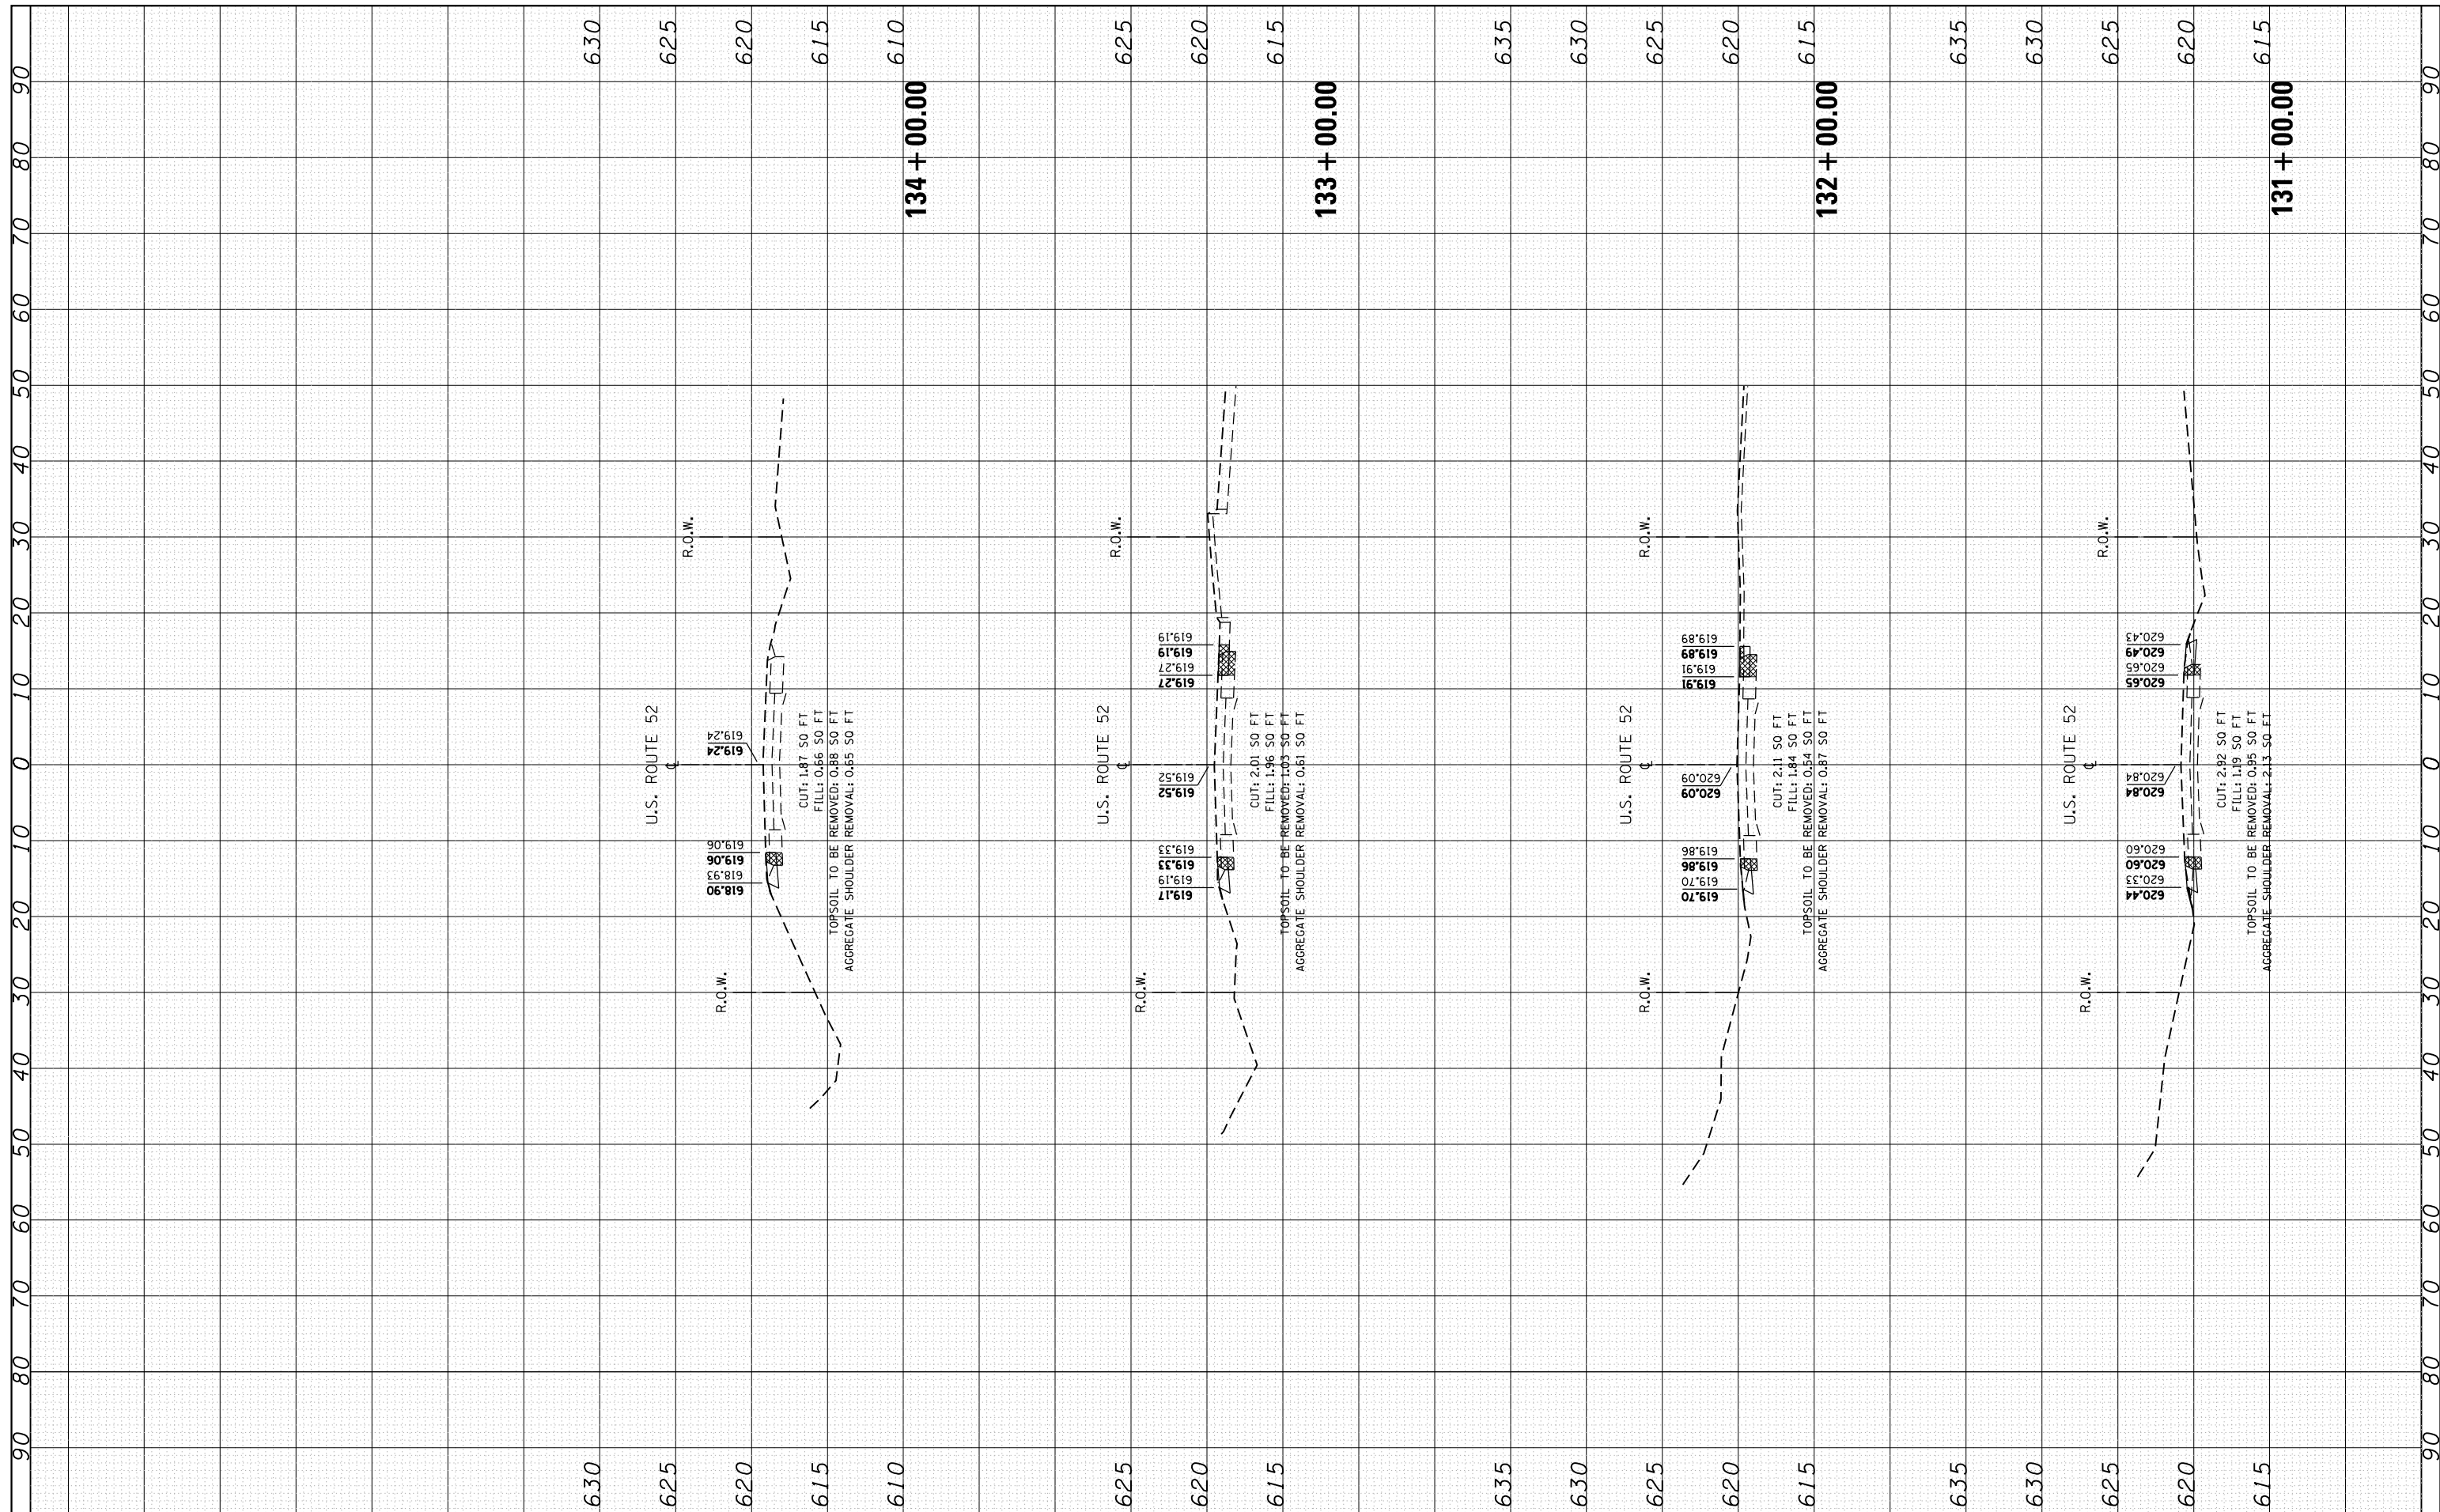 90 80 70 60 50 40 30 20 10 0 10 20 30 40 50 60 70 80 90
630
625
620
615
610
134+00.00
U.S. ROUTE 52
℄
R.O.W.
R.O.W.
618.93
618.90
619.06
619.06
619.24
619.24
CUT: 1.87 SQ FT
FILL: 0.66 SQ FT
TOPSOIL TO BE REMOVED: 0.88 SQ FT
AGGREGATE SHOULDER REMOVAL: 0.65 SQ FT
630
625
620
615
610
625
620
615
133+00.00
U.S. ROUTE 52
℄
R.O.W.
R.O.W.
619.19
619.17
619.33
619.33
619.52
619.52
619.27
619.27
619.19
619.19
CUT: 2.01 SQ FT
FILL: 1.96 SQ FT
TOPSOIL TO BE REMOVED: 1.03 SQ FT
AGGREGATE SHOULDER REMOVAL: 0.61 SQ FT
625
620
615
635
630
625
620
615
132+00.00
U.S. ROUTE 52
℄
R.O.W.
R.O.W.
619.70
619.70
619.86
619.86
620.09
620.09
619.91
619.91
619.89
619.89
CUT: 2.11 SQ FT
FILL: 1.84 SQ FT
TOPSOIL TO BE REMOVED: 0.54 SQ FT
AGGREGATE SHOULDER REMOVAL: 0.87 SQ FT
635
630
625
620
615
635
630
625
620
615
131+00.00
U.S. ROUTE 52
℄
R.O.W.
R.O.W.
620.33
620.44
620.60
620.60
620.84
620.84
620.65
620.65
620.43
620.49
CUT: 2.92 SQ FT
FILL: 1.19 SQ FT
TOPSOIL TO BE REMOVED: 0.95 SQ FT
AGGREGATE SHOULDER REMOVAL: 2.13 SQ FT
635
630
625
620
615
90 80 70 60 50 40 30 20 10 0 10 20 30 40 50 60 70 80 90